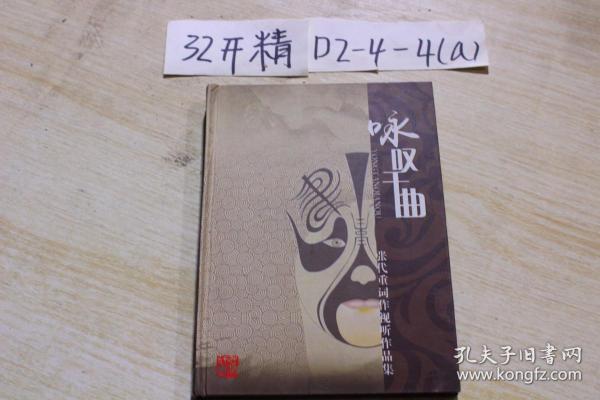 32开精
D2-4-4(a)
咏叹千曲
张代重词作视听作品集
孔夫子旧书网
www.kongfz.com